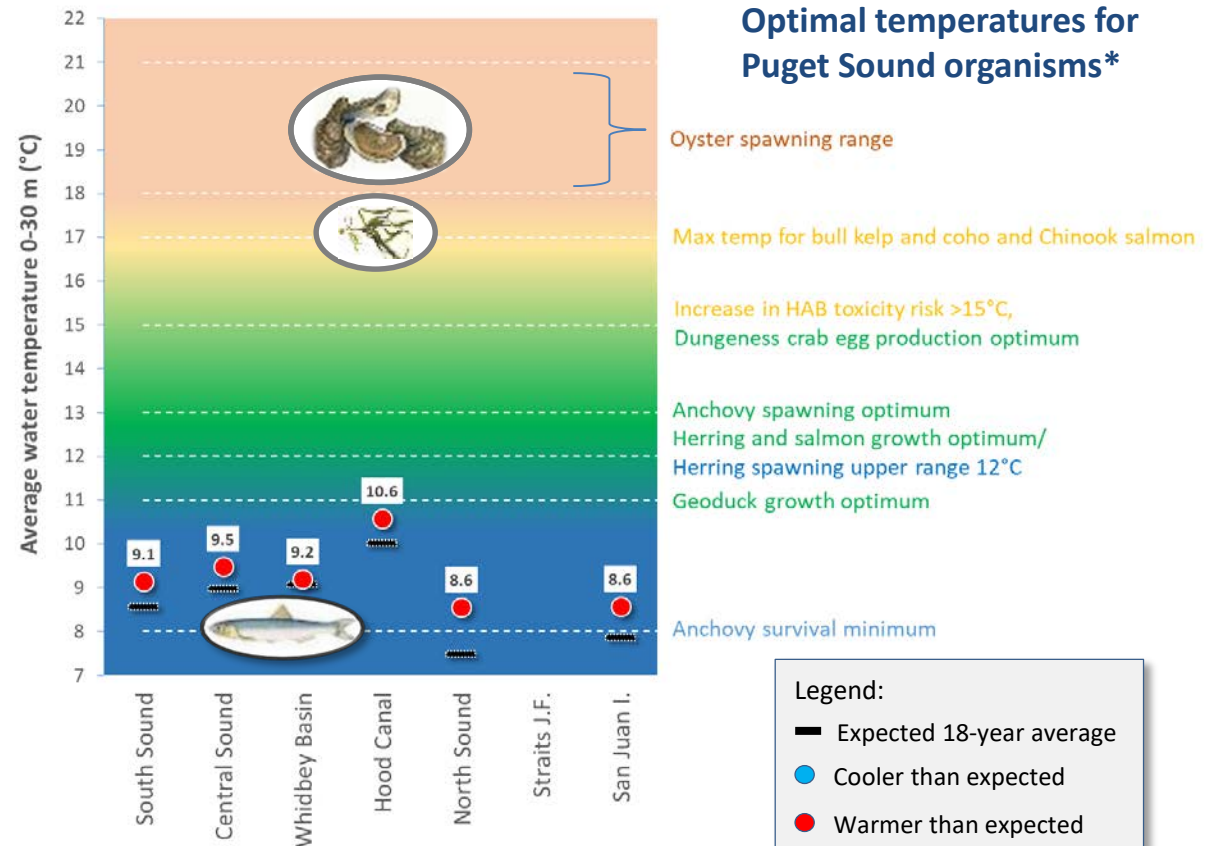 Optimal temperatures for
Puget Sound organisms*
Average water temperature 0-30 m (°C)
22
21
20
19
18
17
16
15
14
13
12
11
10
9
8
7
9.1
9.5
9.2
10.6
8.6
8.6
South Sound
Central Sound
Whidbey Basin
Hood Canal
North Sound
Straits J.F.
San Juan I.
Oyster spawning range
Max temp for bull kelp and coho and Chinook salmon
Increase in HAB toxicity risk >15°C,
Dungeness crab egg production optimum
Anchovy spawning optimum
Herring and salmon growth optimum/
Herring spawning upper range 12°C
Geoduck growth optimum
Anchovy survival minimum
Legend:
Expected 18-year average
Cooler than expected
Warmer than expected